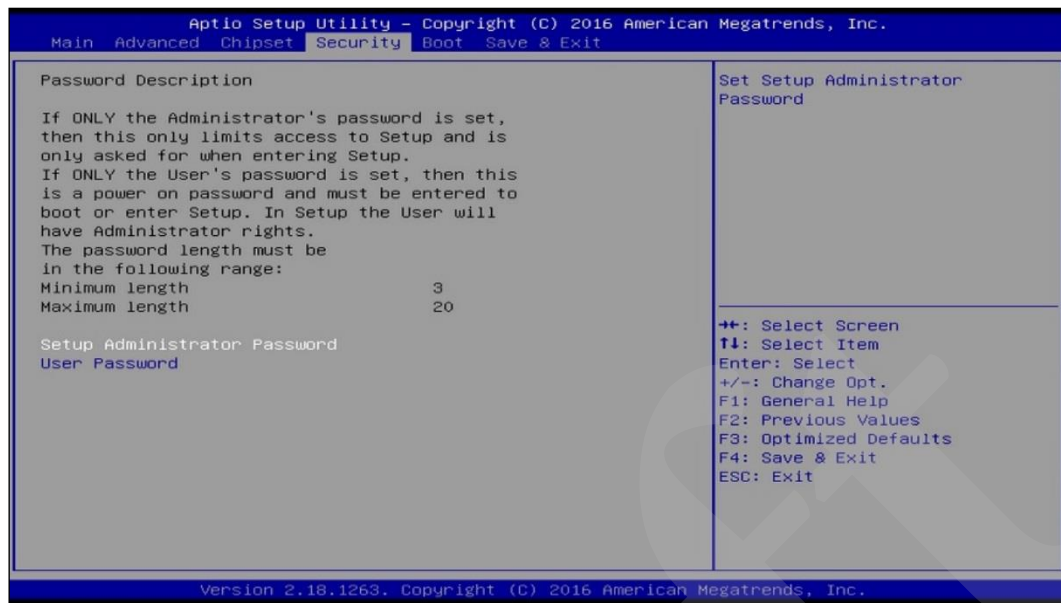 Aptio Setup Utility – Copyright (C) 2016 American Megatrends, Inc.
Main Advanced Chipset Security Boot Save & Exit
Password Description
If ONLY the Administrator's password is set,
then this only limits access to Setup and is
only asked for when entering Setup.
If ONLY the User's password is set, then this
is a power on password and must be entered to
boot or enter Setup. In Setup the User will
have Administrator rights.
The password length must be
in the following range:
Minimum length 3
Maximum length 20
Setup Administrator Password
User Password
Set Setup Administrator
Password
→←: Select Screen
↑↓: Select Item
Enter: Select
+/-: Change Opt.
F1: General Help
F2: Previous Values
F3: Optimized Defaults
F4: Save & Exit
ESC: Exit
Version 2.18.1263. Copyright (C) 2016 American Megatrends, Inc.